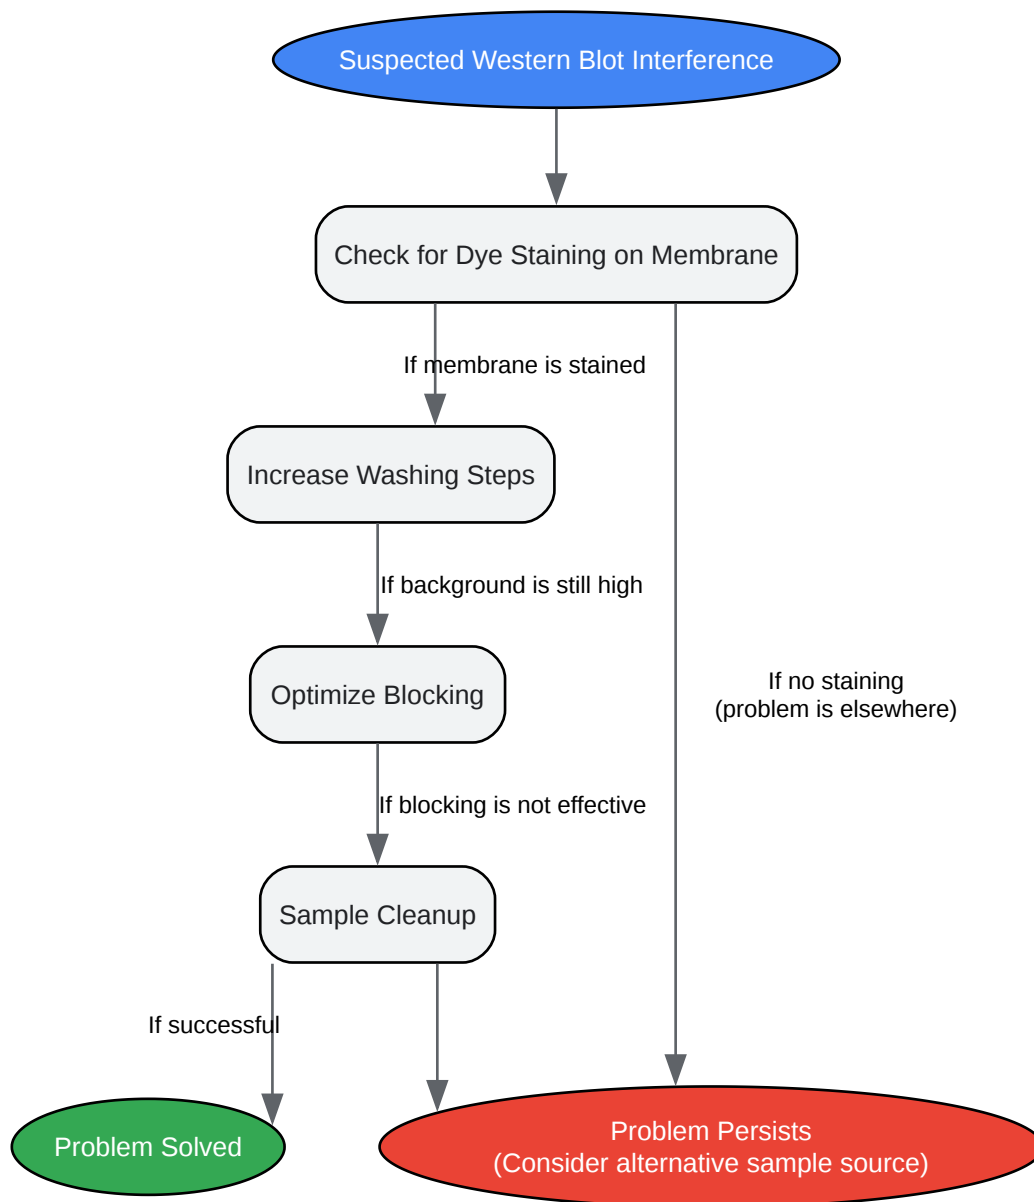 Suspected Western Blot Interference
Check for Dye Staining on Membrane
If membrane is stained
Increase Washing Steps
If background is still high
Optimize Blocking
If no staining
(problem is elsewhere)
If blocking is not effective
Sample Cleanup
If successful
Problem Solved
Problem Persists
(Consider alternative sample source)